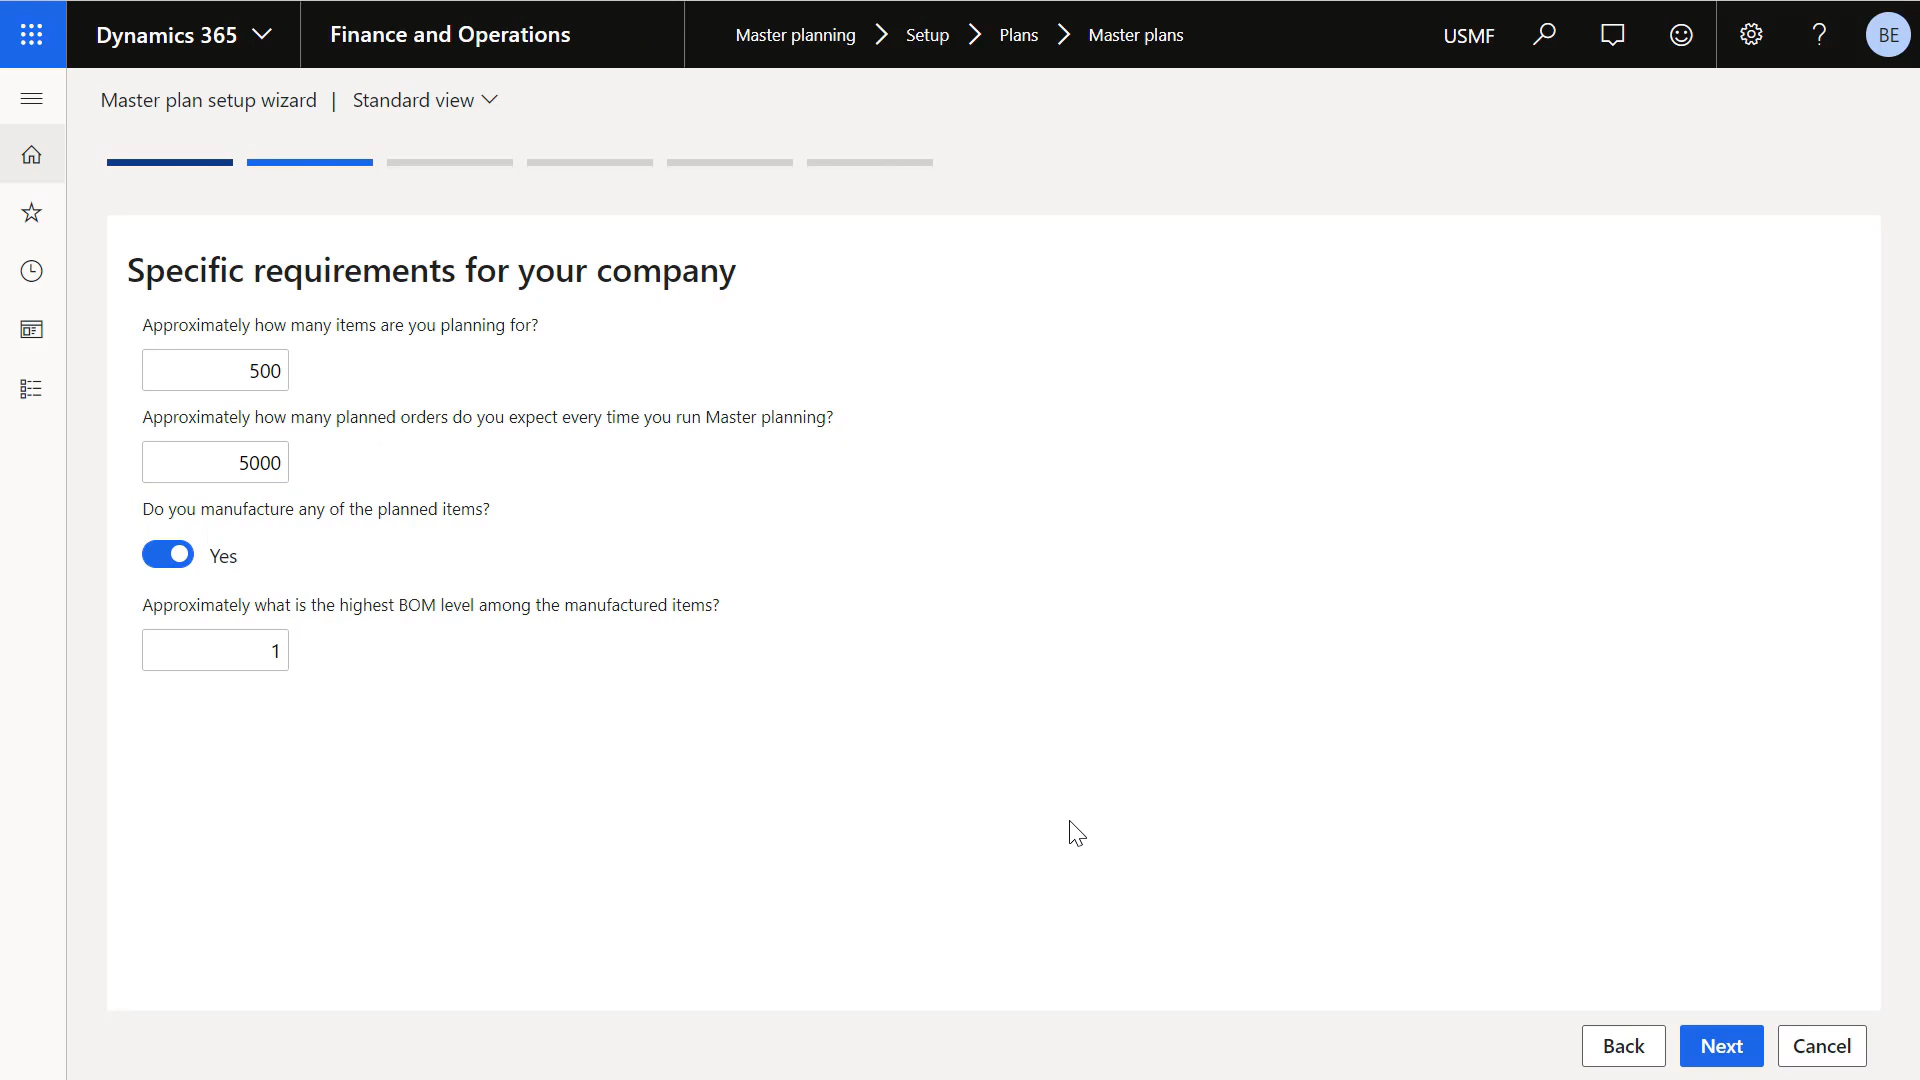 Dynamics 365
Finance and Operations
Master planning
Setup
Plans
Master plans
USMF
?
BE
Master plan setup wizard | Standard view
Specific requirements for your company
Approximately how many items are you planning for?
500
Approximately how many planned orders do you expect every time you run Master planning?
5000
Do you manufacture any of the planned items?
Yes
Approximately what is the highest BOM level among the manufactured items?
1
Back
Next
Cancel